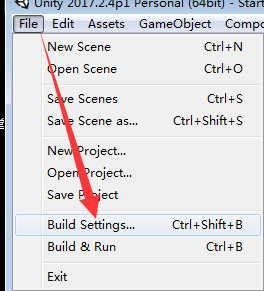 Unity 2017.2.4p1 Personal (64bit) - Start
File Edit Assets GameObject Compo
New Scene Ctrl+N
Open Scene Ctrl+O
Save Scenes Ctrl+S
Save Scene as... Ctrl+Shift+S
New Project...
Open Project...
Save Project
Build Settings... Ctrl+Shift+B
Build & Run Ctrl+B
Exit